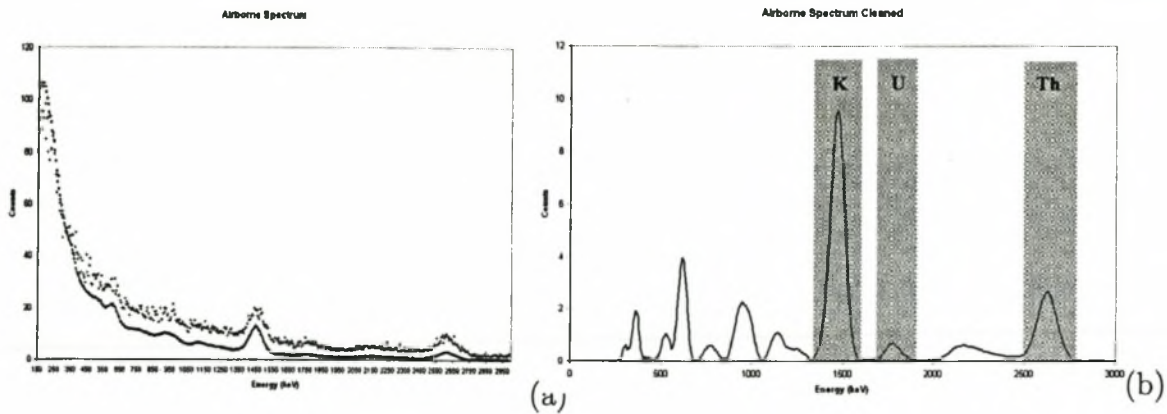 Airborne Spectrum
120
100
80
60
40
20
0
Counts
Energy (keV)
(a)
Airborne Spectrum Cleaned
12
10
8
6
4
2
0
Counts
K
U
Th
0 500 1000 1500 2000 2500 3000
Energy (keV)
(b)